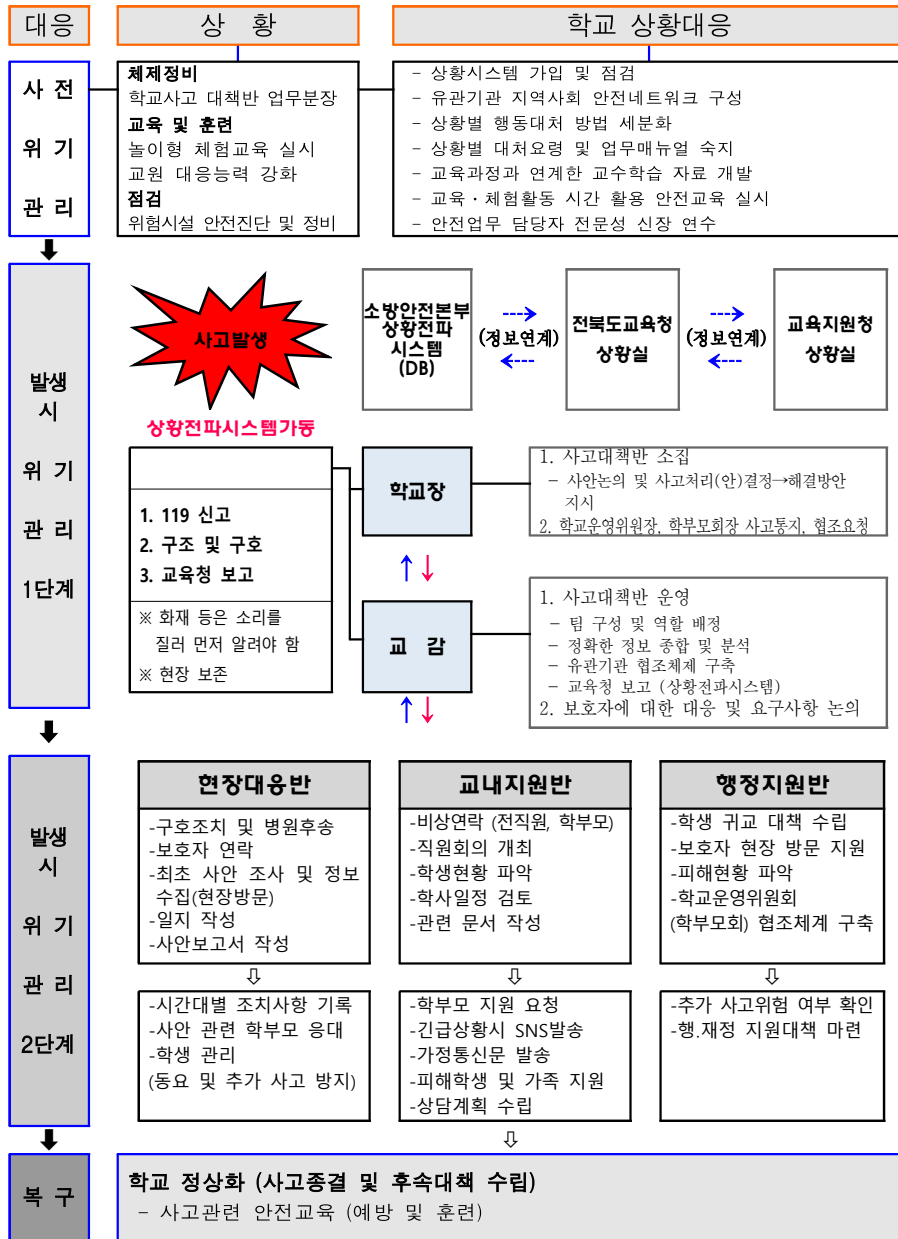 대응
상 황
학교 상황대응
사 전
위 기
관 리
체제정비
학교사고 대책반 업무분장
교육 및 훈련
놀이형 체험교육 실시
교원 대응능력 강화
점검
위험시설 안전진단 및 정비
- 상황시스템 가입 및 점검
- 유관기관 지역사회 안전네트워크 구성
- 상황별 행동대처 방법 세분화
- 상황별 대처요령 및 업무매뉴얼 숙지
- 교육과정과 연계한 교수학습 자료 개발
- 교육·체험활동 시간 활용 안전교육 실시
- 안전업무 담당자 전문성 신장 연수
발생
시
위 기
관 리
1단계
사고발생
상황전파시스템가동
소방안전본부
상황전파
시스템
(DB)
(정보연계)
전북도교육청
상황실
(정보연계)
교육지원청
상황실
1. 119 신고
2. 구조 및 구호
3. 교육청 보고
※ 화재 등은 소리를
질러 먼저 알려야 함
※ 현장 보존
학교장
1. 사고대책반 소집
- 사안논의 및 사고처리(안)결정→해결방안
지시
2. 학교운영위원장, 학부모회장 사고통지, 협조요청
교 감
1. 사고대책반 운영
- 팀 구성 및 역할 배정
- 정확한 정보 종합 및 분석
- 유관기관 협조체제 구축
- 교육청 보고 (상황전파시스템)
2. 보호자에 대한 대응 및 요구사항 논의
발생
시
위 기
관 리
2단계
현장대응반
-구호조치 및 병원후송
-보호자 연락
-최초 사안 조사 및 정보
수집(현장방문)
-일지 작성
-사안보고서 작성
교내지원반
-비상연락 (전직원, 학부모)
-직원회의 개최
-학생현황 파악
-학사일정 검토
-관련 문서 작성
행정지원반
-학생 귀교 대책 수립
-보호자 현장 방문 지원
-피해현황 파악
-학교운영위원회
(학부모회) 협조체계 구축
-시간대별 조치사항 기록
-사안 관련 학부모 응대
-학생 관리
(동요 및 추가 사고 방지)
-학부모 지원 요청
-긴급상황시 SNS발송
-가정통신문 발송
-피해학생 및 가족 지원
-상담계획 수립
-추가 사고위험 여부 확인
-행.재정 지원대책 마련
복 구
학교 정상화 (사고종결 및 후속대책 수립)
- 사고관련 안전교육 (예방 및 훈련)